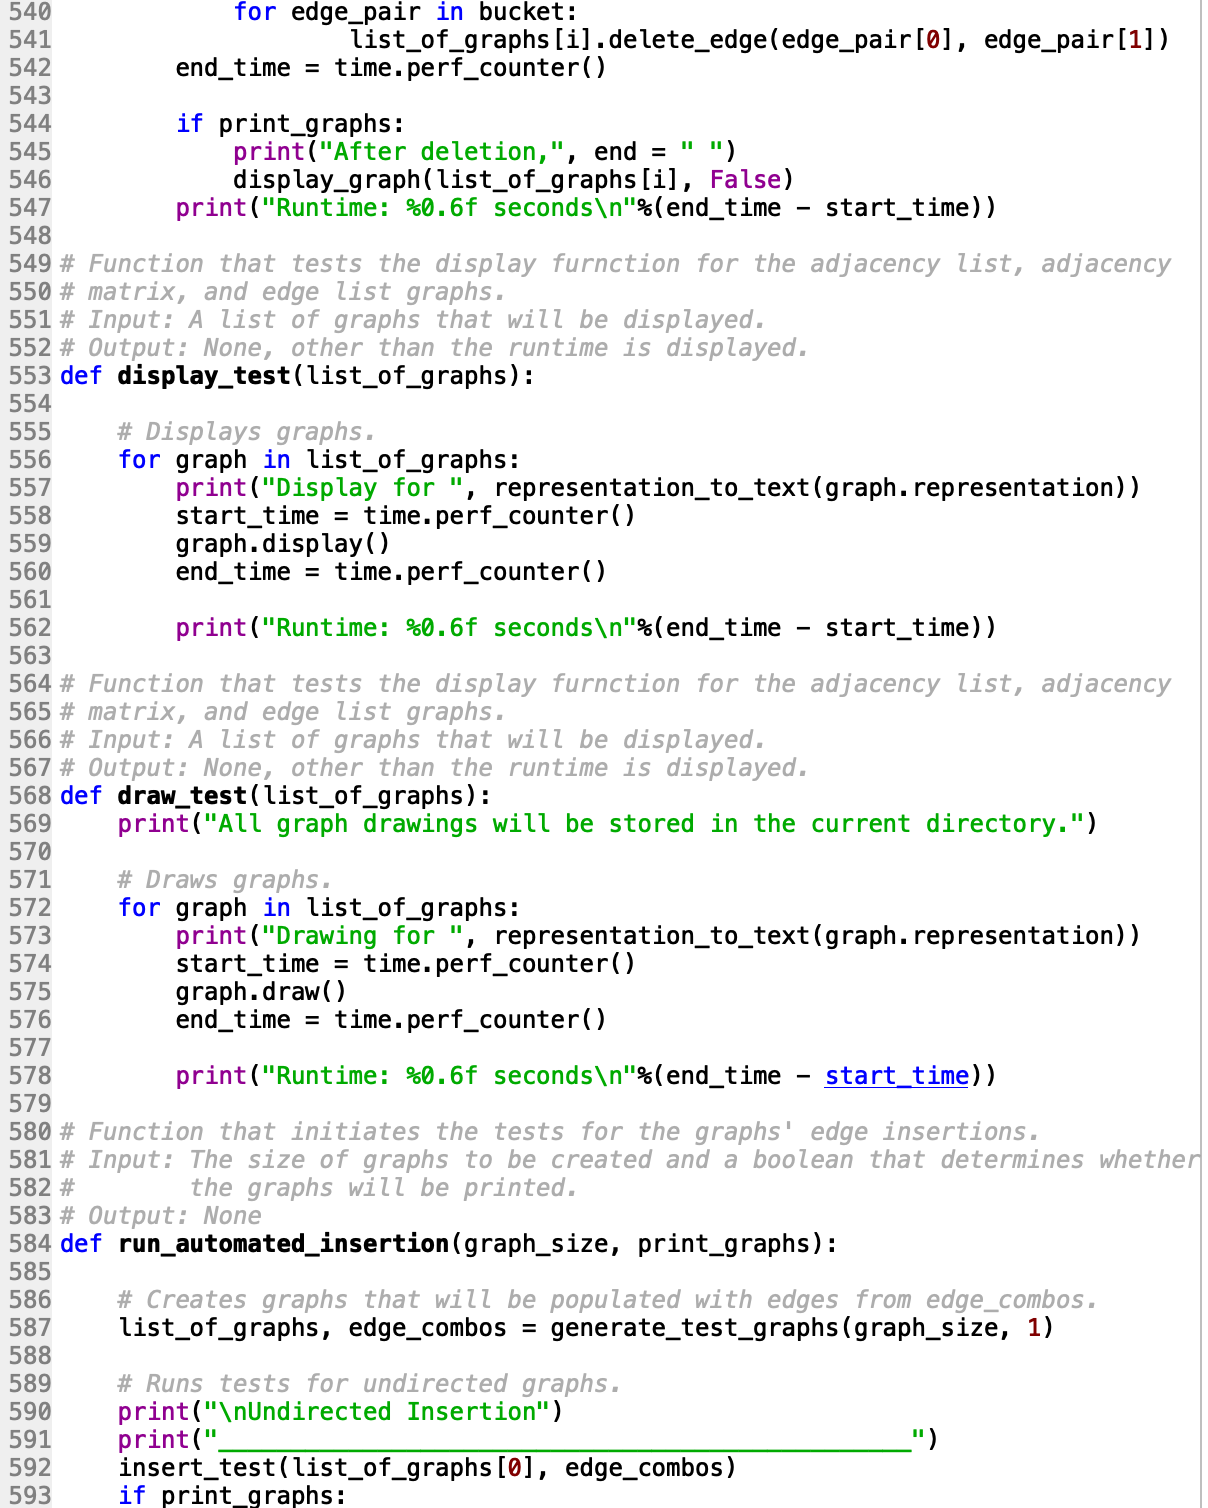 540             for edge_pair in bucket:
541                     list_of_graphs[i].delete_edge(edge_pair[0], edge_pair[1])
542         end_time = time.perf_counter()
543
544         if print_graphs:
545             print("After deletion,", end = " ")
546             display_graph(list_of_graphs[i], False)
547         print("Runtime: %0.6f seconds\n"%(end_time - start_time))
548
549 # Function that tests the display furnction for the adjacency list, adjacency
550 # matrix, and edge list graphs.
551 # Input: A list of graphs that will be displayed.
552 # Output: None, other than the runtime is displayed.
553 def display_test(list_of_graphs):
554
555     # Displays graphs.
556     for graph in list_of_graphs:
557         print("Display for ", representation_to_text(graph.representation))
558         start_time = time.perf_counter()
559         graph.display()
560         end_time = time.perf_counter()
561
562         print("Runtime: %0.6f seconds\n"%(end_time - start_time))
563
564 # Function that tests the display furnction for the adjacency list, adjacency
565 # matrix, and edge list graphs.
566 # Input: A list of graphs that will be displayed.
567 # Output: None, other than the runtime is displayed.
568 def draw_test(list_of_graphs):
569     print("All graph drawings will be stored in the current directory.")
570
571     # Draws graphs.
572     for graph in list_of_graphs:
573         print("Drawing for ", representation_to_text(graph.representation))
574         start_time = time.perf_counter()
575         graph.draw()
576         end_time = time.perf_counter()
577
578         print("Runtime: %0.6f seconds\n"%(end_time - start_time))
579
580 # Function that initiates the tests for the graphs' edge insertions.
581 # Input: The size of graphs to be created and a boolean that determines whether
582 #        the graphs will be printed.
583 # Output: None
584 def run_automated_insertion(graph_size, print_graphs):
585
586     # Creates graphs that will be populated with edges from edge_combos.
587     list_of_graphs, edge_combos = generate_test_graphs(graph_size, 1)
588
589     # Runs tests for undirected graphs.
590     print("\nUndirected Insertion")
591     print("________________________________________________")
592     insert_test(list_of_graphs[0], edge_combos)
593     if print_graphs: